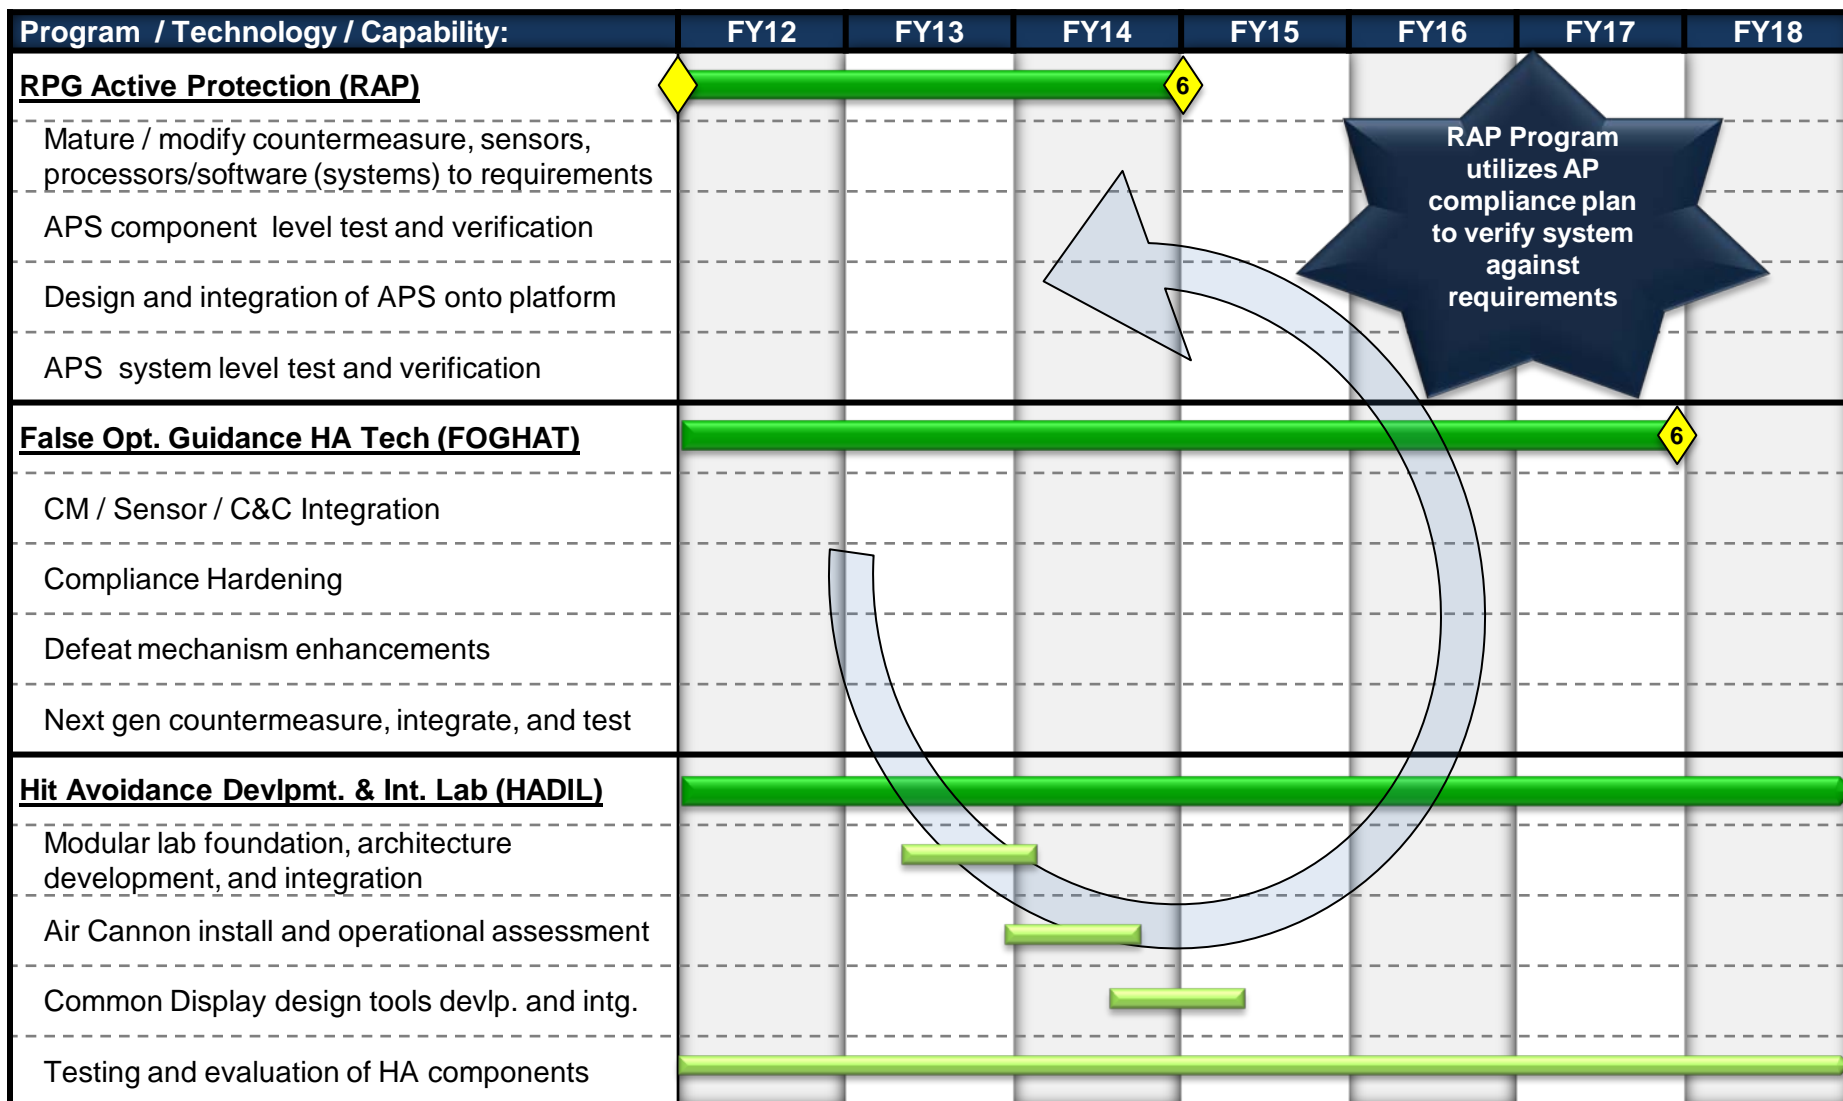 Program / Technology / Capability: FY12 FY13 FY14 FY15 FY16 FY17 FY18
RPG Active Protection (RAP)
6
Mature / modify countermeasure, sensors,
processors/software (systems) to requirements
APS component level test and verification
Design and integration of APS onto platform
APS system level test and verification
RAP Program
utilizes AP
compliance plan
to verify system
against
requirements
False Opt. Guidance HA Tech (FOGHAT)
6
CM / Sensor / C&C Integration
Compliance Hardening
Defeat mechanism enhancements
Next gen countermeasure, integrate, and test
Hit Avoidance Devlpmt. & Int. Lab (HADIL)
Modular lab foundation, architecture
development, and integration
Air Cannon install and operational assessment
Common Display design tools devlp. and intg.
Testing and evaluation of HA components